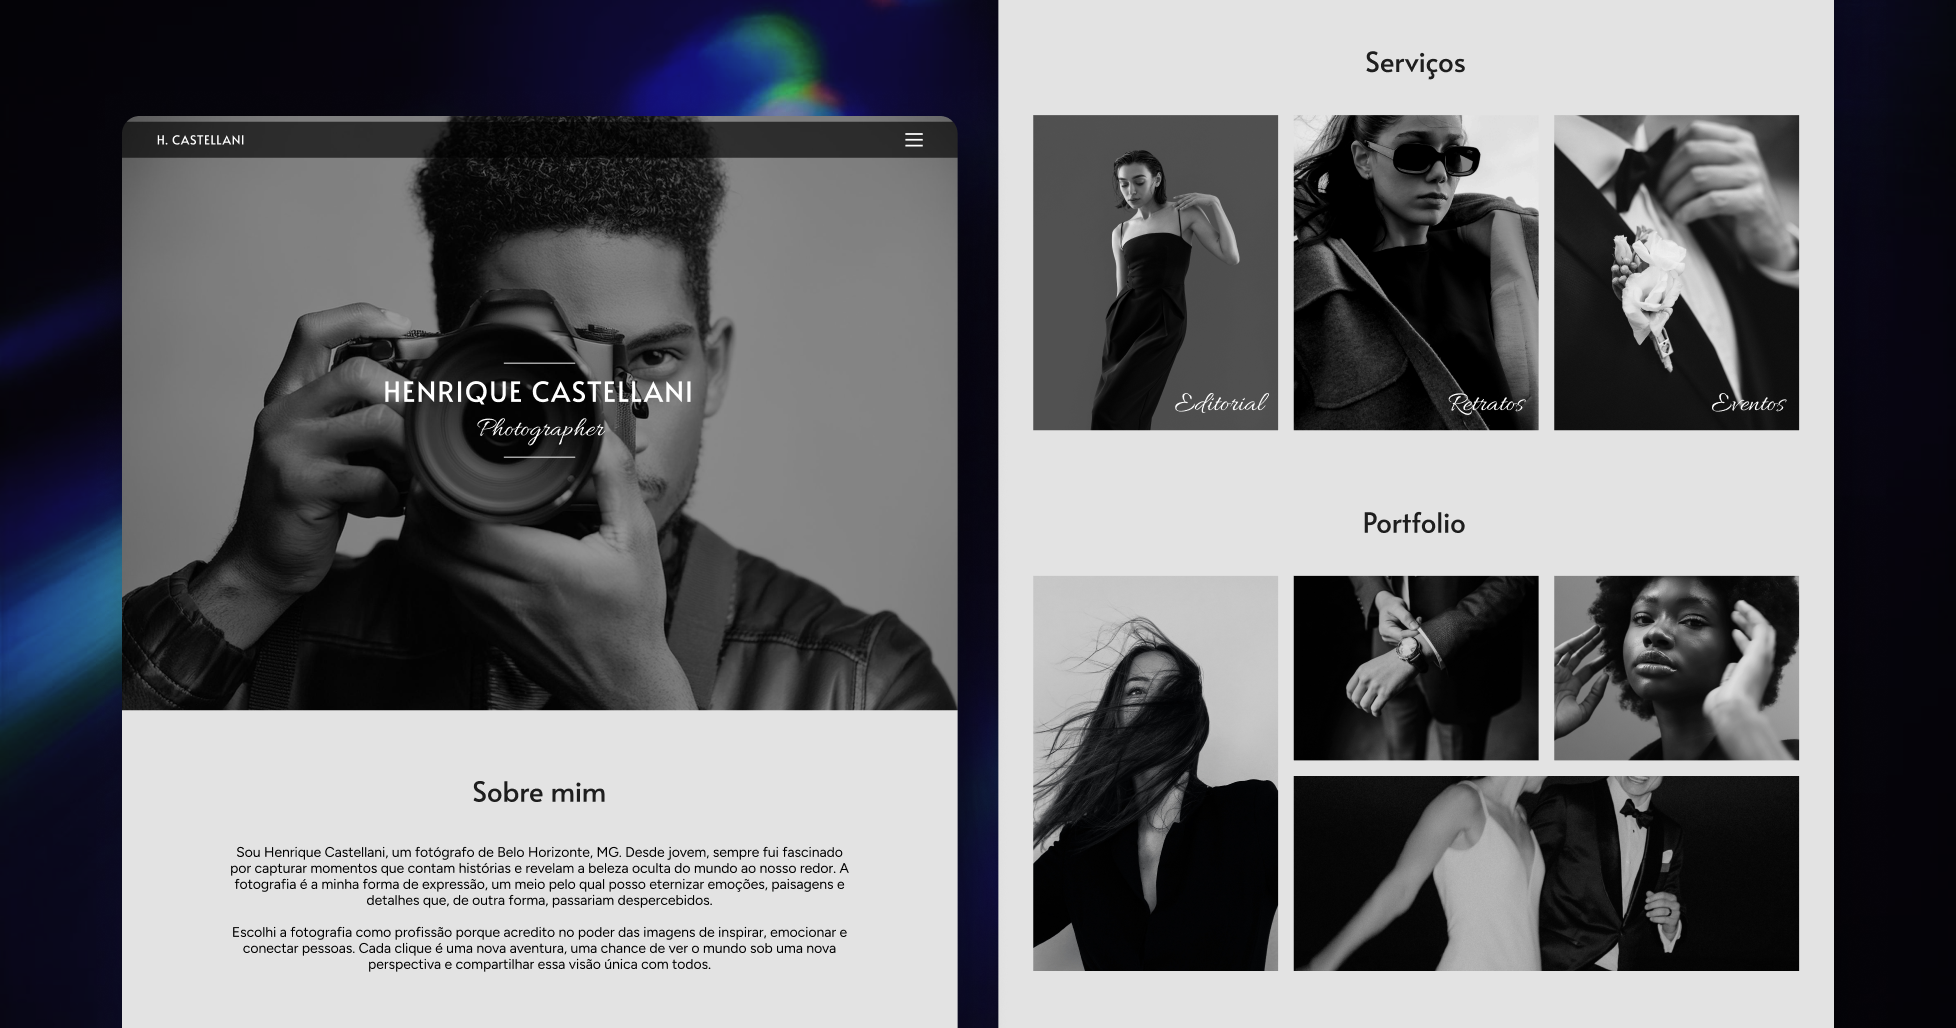 H. CASTELLANI
HENRIQUE CASTELLANI
Photographer
Sobre mim
Sou Henrique Castellani, um fotógrafo de Belo Horizonte, MG. Desde jovem, sempre fui fascinado
por capturar momentos que contam histórias e revelam a beleza oculta do mundo ao nosso redor. A
fotografia é a minha forma de expressão, um meio pelo qual posso eternizar emoções, paisagens e
detalhes que, de outra forma, passariam despercebidos.
Escolhi a fotografia como profissão porque acredito no poder das imagens de inspirar, emocionar e
conectar pessoas. Cada clique é uma nova aventura, uma chance de ver o mundo sob uma nova
perspectiva e compartilhar essa visão única com todos.
Serviços
Editorial
Retratos
Eventos
Portfolio